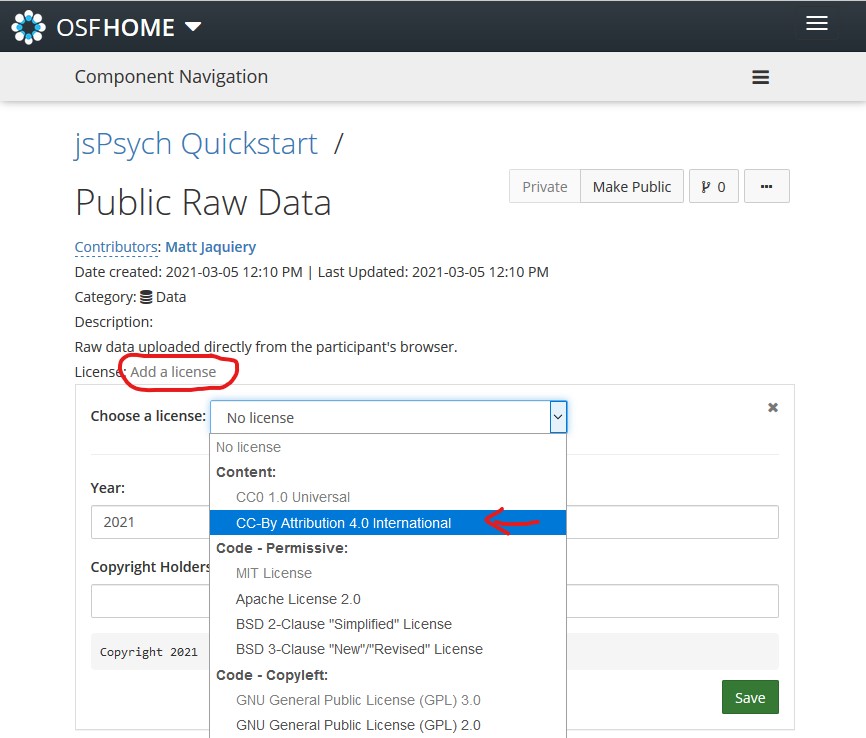 OSFHOME
Component Navigation
jsPsych Quickstart /
Public Raw Data
Private Make Public 0 ...
Contributors: Matt Jaquiery
Date created: 2021-03-05 12:10 PM | Last Updated: 2021-03-05 12:10 PM
Category: Data
Description:
Raw data uploaded directly from the participant's browser.
License: Add a license
Choose a license: No license
No license
Content:
CC0 1.0 Universal
Year:
2021
CC-By Attribution 4.0 International
Code - Permissive:
Copyright Holders
MIT License
Apache License 2.0
BSD 2-Clause "Simplified" License
Copyright 2021
BSD 3-Clause "New"/"Revised" License
Code - Copyleft:
GNU General Public License (GPL) 3.0
Save
GNU General Public License (GPL) 2.0